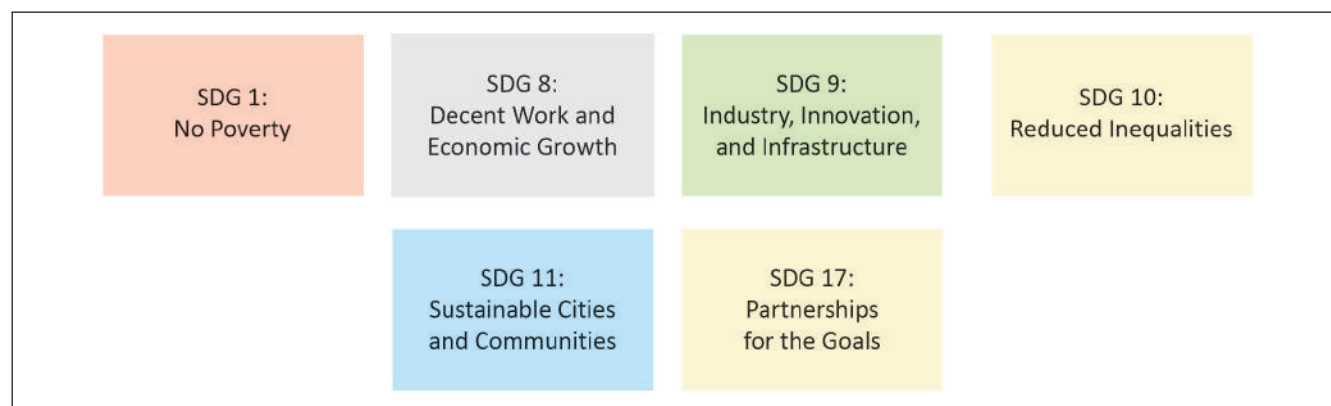 SDG 1:
No Poverty
SDG 8:
Decent Work and
Economic Growth
SDG 9:
Industry, Innovation,
and Infrastructure
SDG 10:
Reduced Inequalities
SDG 11:
Sustainable Cities
and Communities
SDG 17:
Partnerships
for the Goals